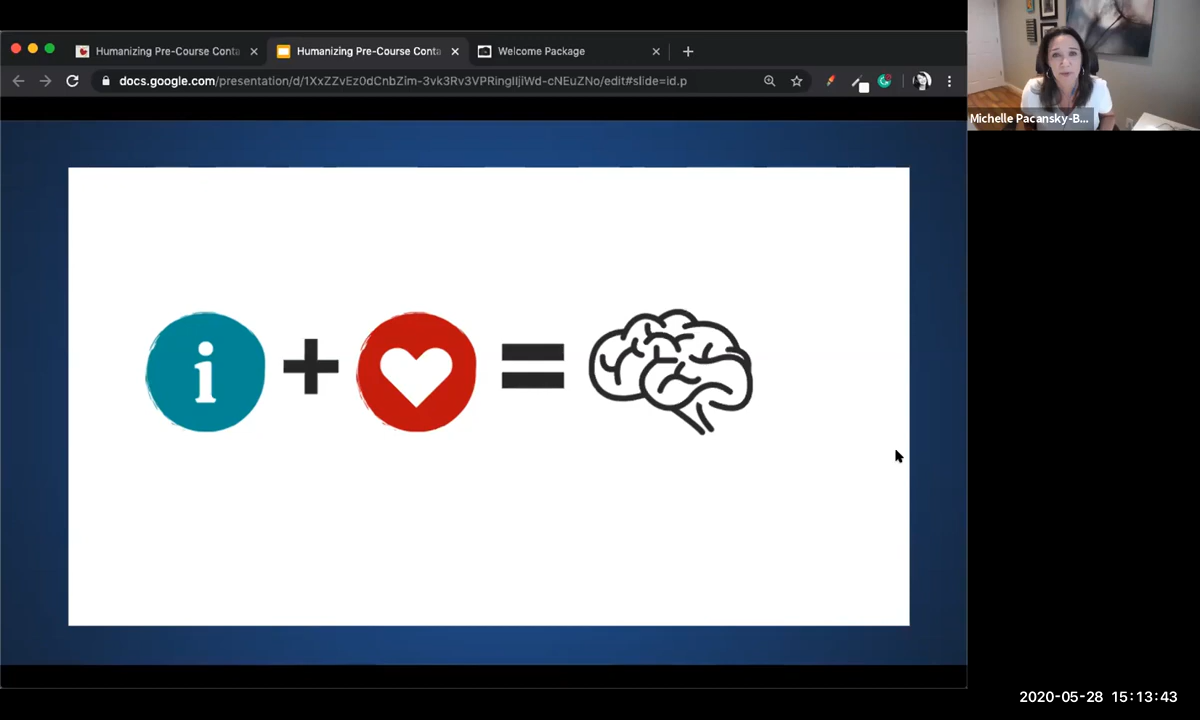 Humanizing Pre-Course Conta
Humanizing Pre-Course Conta
Welcome Package
docs.google.com/presentation/d/1XxZZvEz0dCnbZim-3vk3Rv3VPRinglIjiWd-cNEuZNo/edit#slide=id.p
Michelle Pacansky-B...
i + =
2020-05-28 15:13:43